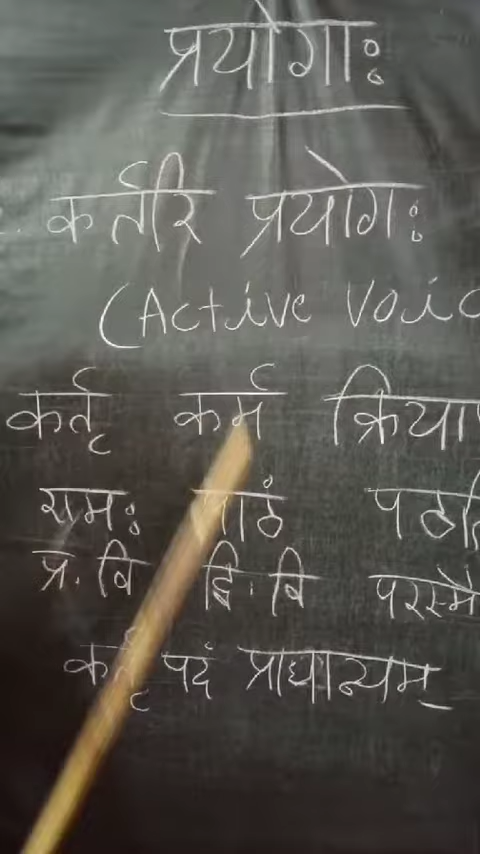 प्रयोगाः
कर्तरि प्रयोगः
(Active Voic
कर्तृ कर्म क्रिया
रामः पाठं पठति
प्र. वि द्वि. वि परस्मै
कर्तृ पदं प्राधान्यम्